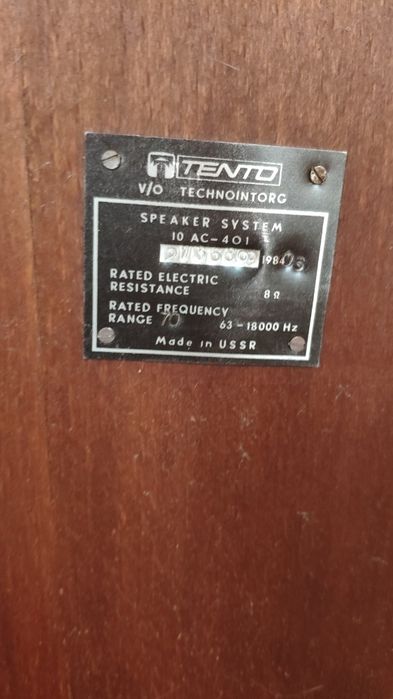 TENTO
V/O TECHNOINTORG
SPEAKER SYSTEM
10 AC-401
1984
RATED ELECTRIC
RESISTANCE 8 Ω
RATED FREQUENCY
RANGE 70 63-18000 Hz
Made in USSR